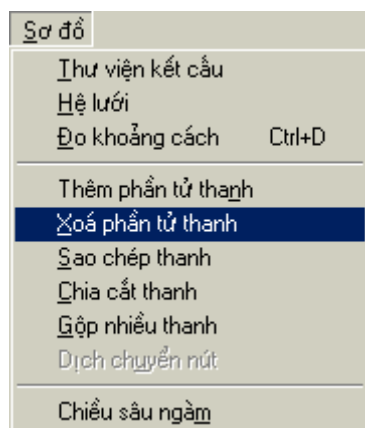 Sơ đồ
Thư viện kết cấu
Hệ lưới
Đo khoảng cách Ctrl+D
Thêm phần tử thanh
Xoá phần tử thanh
Sao chép thanh
Chia cắt thanh
Gộp nhiều thanh
Dịch chuyển nút
Chiều sâu ngàm